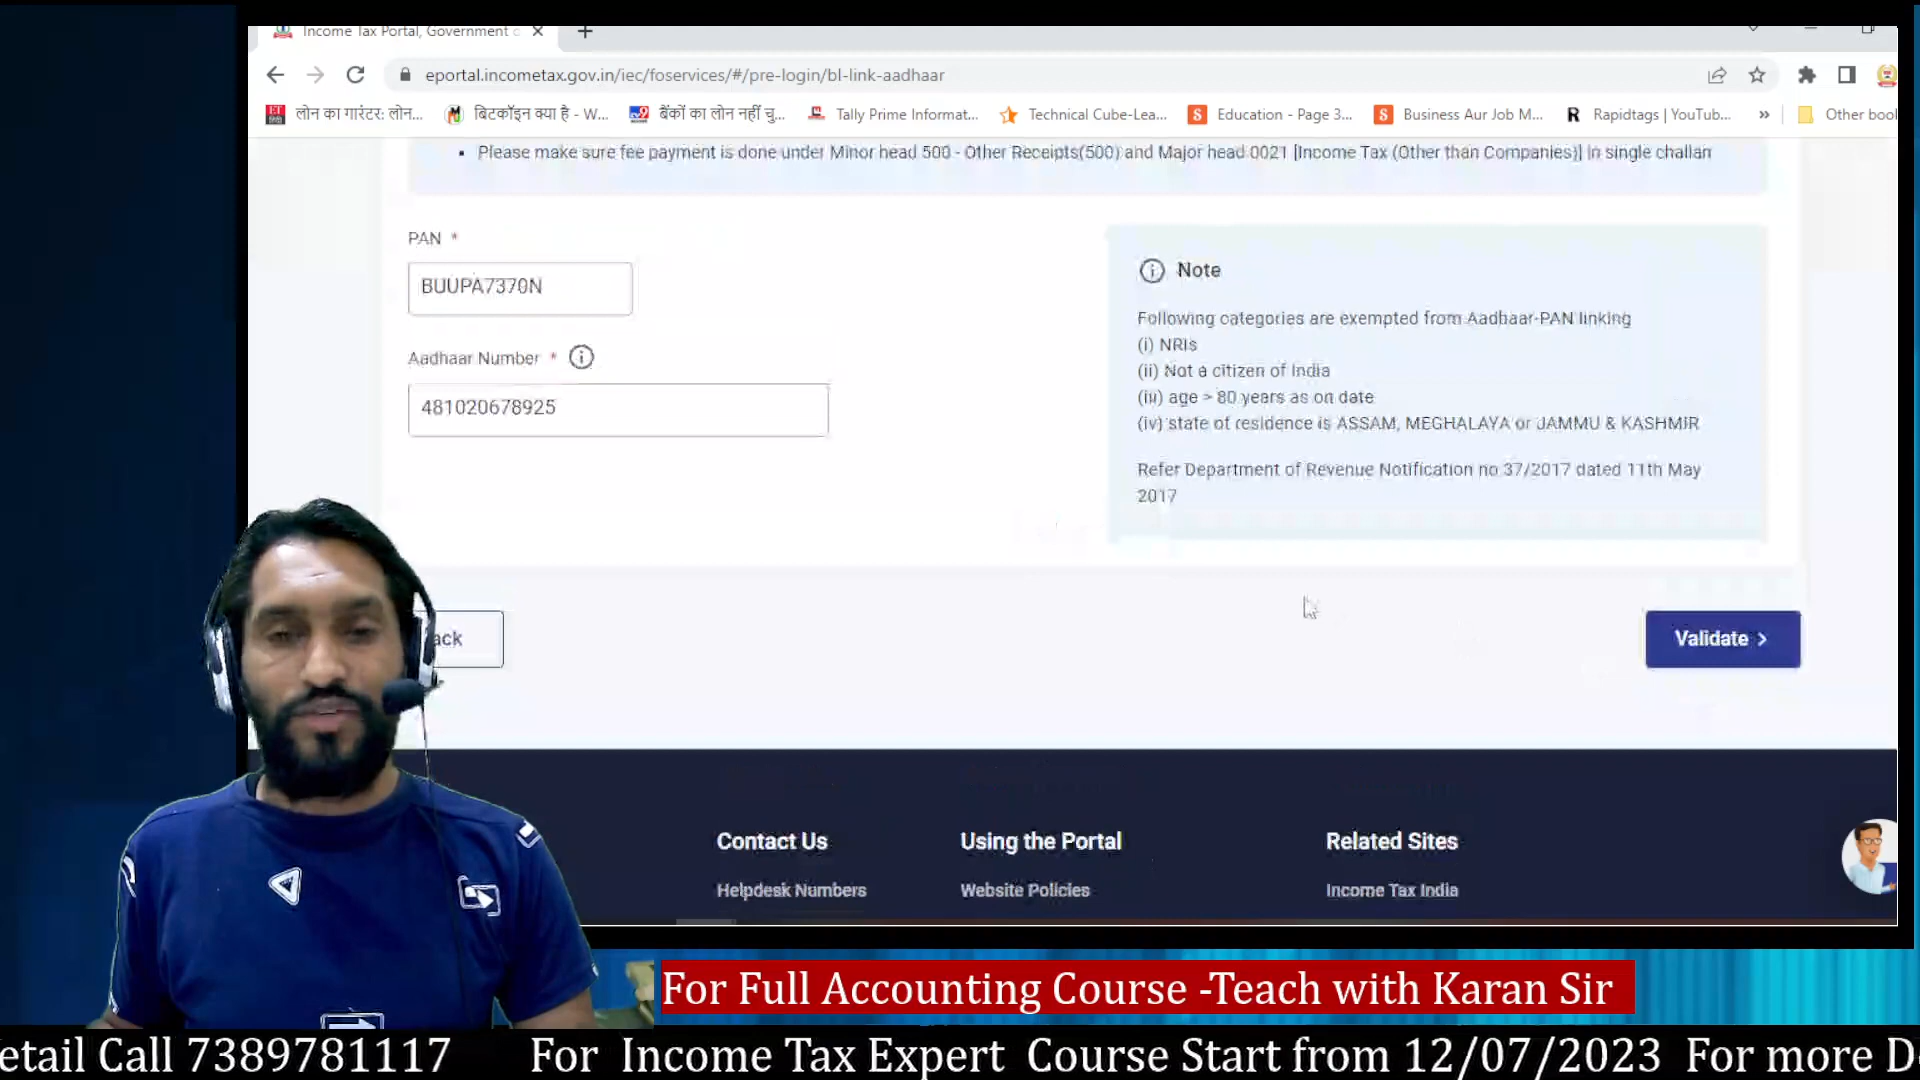 Income Tax Portal, Government c
eportal.incometax.gov.in/iec/foservices/#/pre-login/bl-link-aadhaar
लोन का गारंटर: लोन... बिटकॉइन क्या है - W... बैंकों का लोन नहीं चु... Tally Prime Informat... Technical Cube-Lea... Education - Page 3... Business Aur Job M... Rapidtags | YouTub... » Other bool
Please make sure fee payment is done under Minor head 500 - Other Receipts(500) and Major head 0021 [Income Tax (Other than Companies)] in single challan
PAN *
BUUPA7370N
Aadhaar Number *
481020678925
Note
Following categories are exempted from Aadhaar-PAN linking
(i) NRIs
(ii) Not a citizen of India
(iii) age > 80 years as on date
(iv) state of residence is ASSAM, MEGHALAYA or JAMMU & KASHMIR
Refer Department of Revenue Notification no 37/2017 dated 11th May
2017
ack
Validate >
Contact Us
Helpdesk Numbers
Using the Portal
Website Policies
Related Sites
Income Tax India
For Full Accounting Course -Teach with Karan Sir
etail Call 7389781117 For Income Tax Expert Course Start from 12/07/2023 For more D